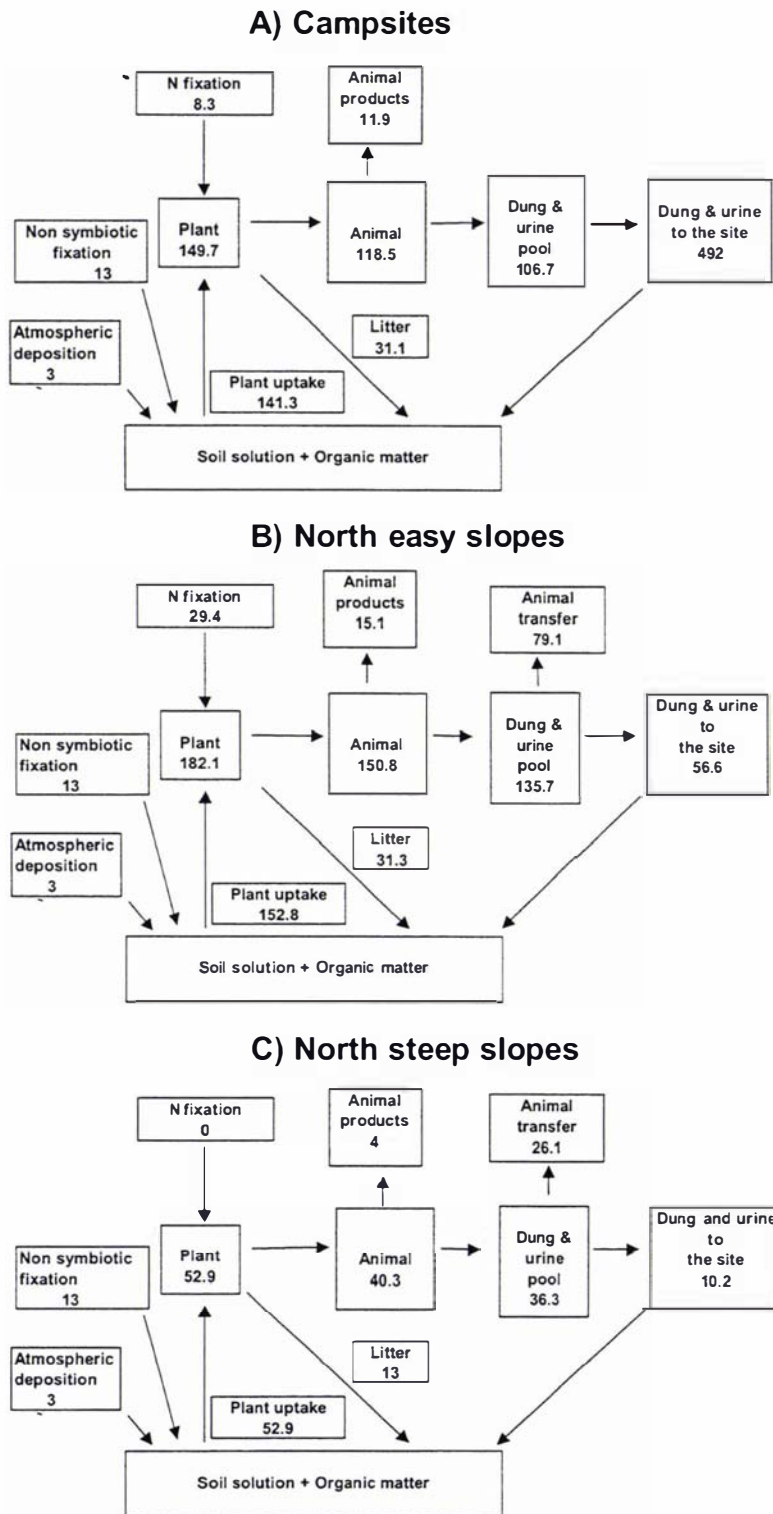 A) Campsites
N fixation
8.3
Animal
products
11.9
Non symbiotic
fixation
13
Plant
149.7
Animal
118.5
Dung &
urine
pool
106.7
Dung & urine
to the site
492
Atmospheric
deposition
3
Litter
31.1
Plant uptake
141.3
Soil solution + Organic matter
B) North easy slopes
N fixation
29.4
Animal
products
15.1
Animal
transfer
79.1
Non symbiotic
fixation
13
Plant
182.1
Animal
150.8
Dung &
urine
pool
135.7
Dung & urine
to
the site
56.6
Atmospheric
deposition
3
Litter
31.3
Plant uptake
152.8
Soil solution + Organic matter
C) North steep slopes
N fixation
0
Animal
products
4
Animal
transfer
26.1
Non symbiotic
fixation
13
Plant
52.9
Animal
40.3
Dung &
urine
pool
36.3
Dung and urine
to
the site
10.2
Atmospheric
deposition
3
Litter
13
Plant uptake
52.9
Soil solution + Organic matter